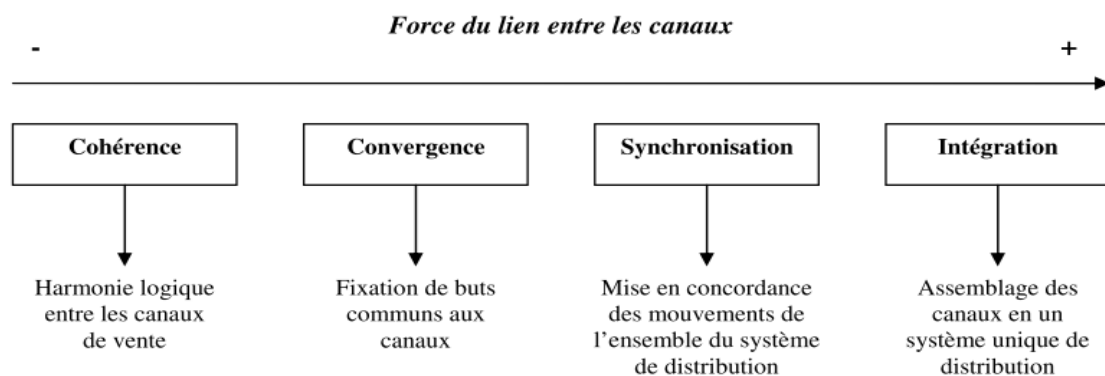 Force du lien entre les canaux
- +
Cohérence Convergence Synchronisation Intégration
Harmonie logique
entre les canaux
de vente
Fixation de buts
communs aux
canaux
Mise en concordance
des mouvements de
l’ensemble du système
de distribution
Assemblage des
canaux en un
système unique de
distribution